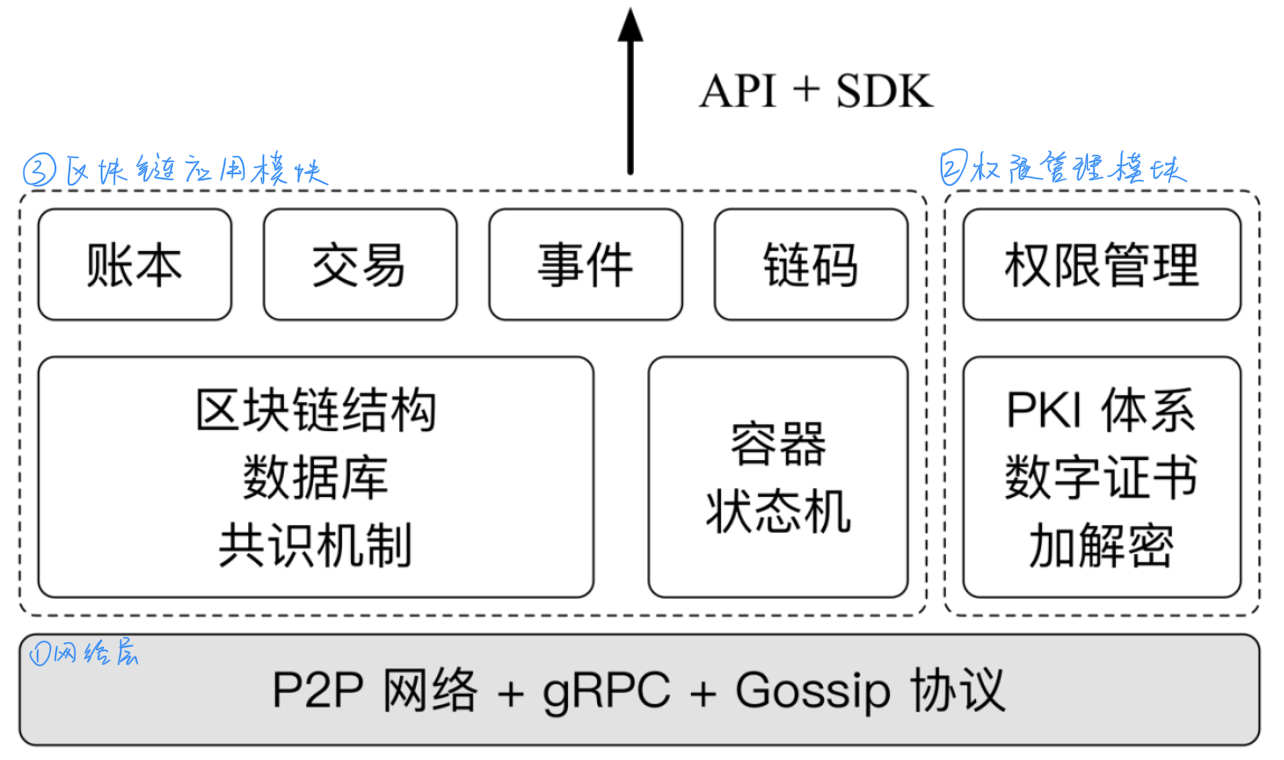 API + SDK
③区块链应用模块
②权限管理模块
账本
交易
事件
链码
权限管理
区块链结构
数据库
共识机制
容器
状态机
PKI 体系
数字证书
加解密
①网络层
P2P 网络 + gRPC + Gossip 协议